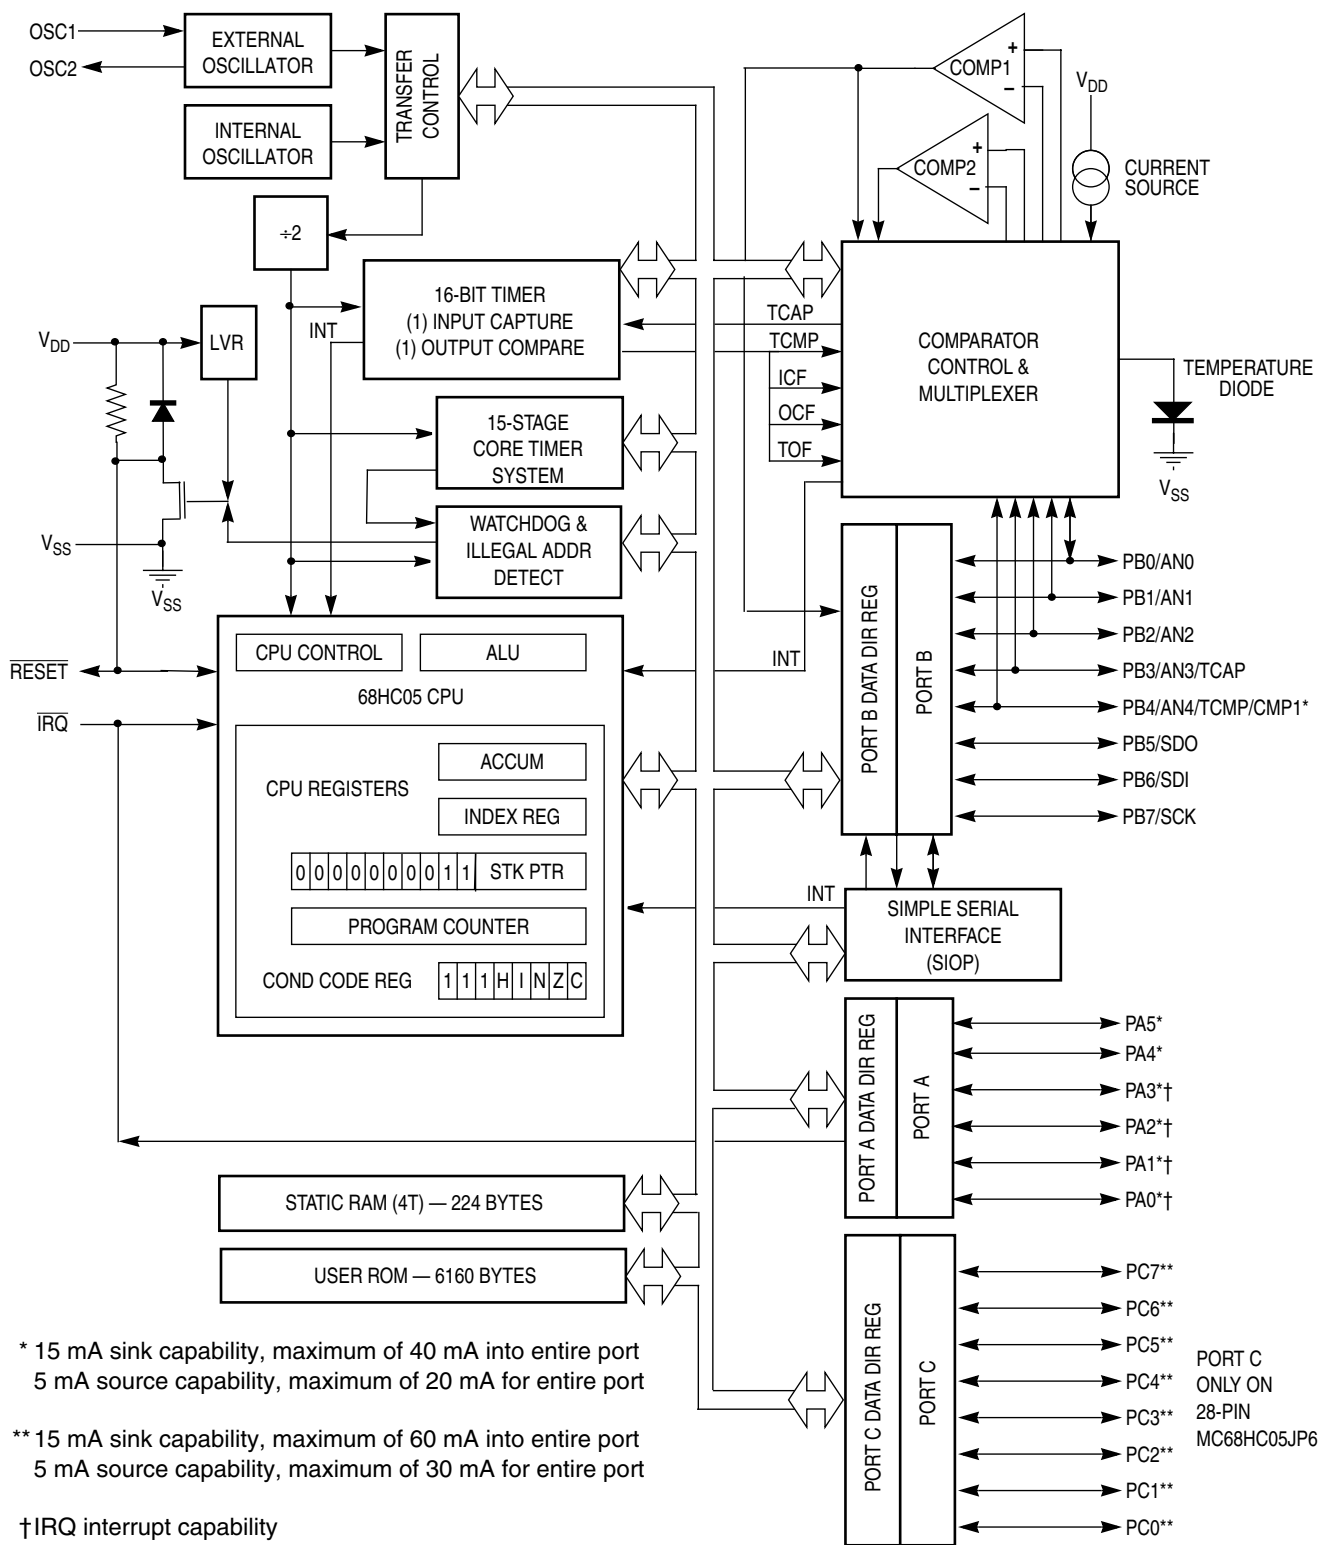 OSC1
OSC2
EXTERNAL
OSCILLATOR
INTERNAL
OSCILLATOR
TRANSFER
CONTROL
÷2
COMP1
+
−
COMP2
+
−
VDD
CURRENT
SOURCE
16-BIT TIMER
(1) INPUT CAPTURE
(1) OUTPUT COMPARE
INT
TCAP
TCMP
ICF
OCF
TOF
COMPARATOR
CONTROL &
MULTIPLEXER
TEMPERATURE
DIODE
VSS
VDD
LVR
15-STAGE
CORE TIMER
SYSTEM
WATCHDOG &
ILLEGAL ADDR
DETECT
VSS
VSS
RESET
IRQ
CPU CONTROL
ALU
68HC05 CPU
CPU REGISTERS
ACCUM
INDEX REG
0 0 0 0 0 0 0 0 1 1 STK PTR
PROGRAM COUNTER
COND CODE REG 1 1 1 H I N Z C
INT
INT
PORT B DATA DIR REG
PORT B
PB0/AN0
PB1/AN1
PB2/AN2
PB3/AN3/TCAP
PB4/AN4/TCMP/CMP1*
PB5/SDO
PB6/SDI
PB7/SCK
SIMPLE SERIAL
INTERFACE
(SIOP)
PORT A DATA DIR REG
PORT A
PA5*
PA4*
PA3*†
PA2*†
PA1*†
PA0*†
STATIC RAM (4T) — 224 BYTES
USER ROM — 6160 BYTES
PORT C DATA DIR REG
PORT C
PC7**
PC6**
PC5**
PC4**
PC3**
PC2**
PC1**
PC0**
PORT C
ONLY ON
28-PIN
MC68HC05JP6
* 15 mA sink capability, maximum of 40 mA into entire port
5 mA source capability, maximum of 20 mA for entire port
** 15 mA sink capability, maximum of 60 mA into entire port
5 mA source capability, maximum of 30 mA for entire port
†IRQ interrupt capability